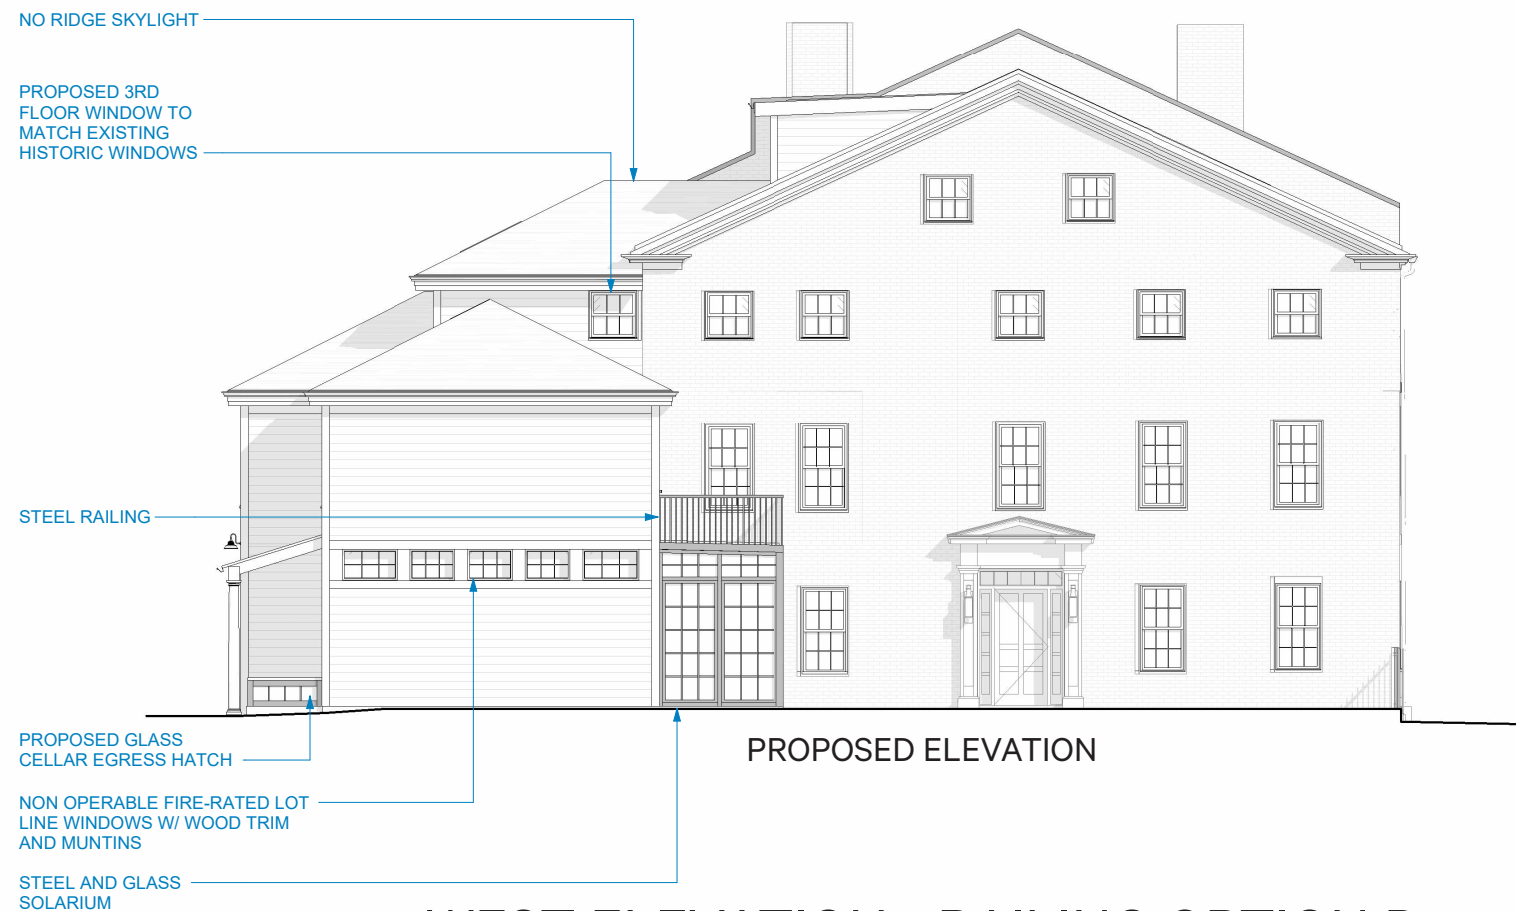 NO RIDGE SKYLIGHT
PROPOSED 3RD
FLOOR WINDOW TO
MATCH EXISTING
HISTORIC WINDOWS
STEEL RAILING
PROPOSED GLASS
CELLAR EGRESS HATCH
PROPOSED ELEVATION
NON OPERABLE FIRE-RATED LOT
LINE WINDOWS W/ WOOD TRIM
AND MUNTINS
STEEL AND GLASS
SOLARIUM